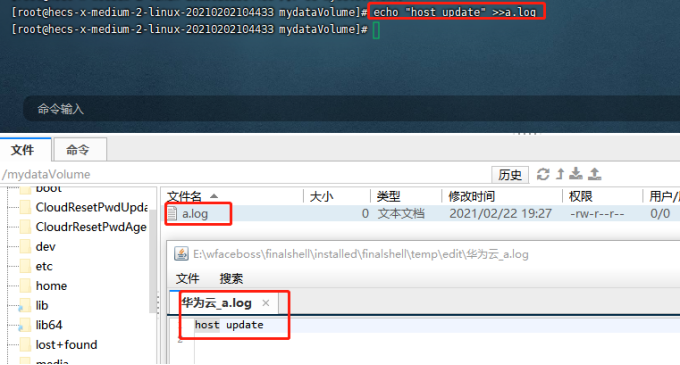 [root@hecs-x-medium-2-linux-20210202104433 mydataVolume]# echo "host update" >>a.log
[root@hecs-x-medium-2-linux-20210202104433 mydataVolume]#
命令输入
文件 命令
/mydataVolume 历史
boot
CloudResetPwdUpda
CloudrResetPwdAge
dev
etc
home
lib
lib64
lost+found
media
文件名 大小 类型 修改时间 权限 用户/
a.log 0 文本文档 2021/02/22 19:27 -rw-r--r-- 0/0
E:\wfaceboss\finalshell\installed\finalshell\temp\edit\华为云_a.log
文件 搜索
华为云_a.log ×
host update
2